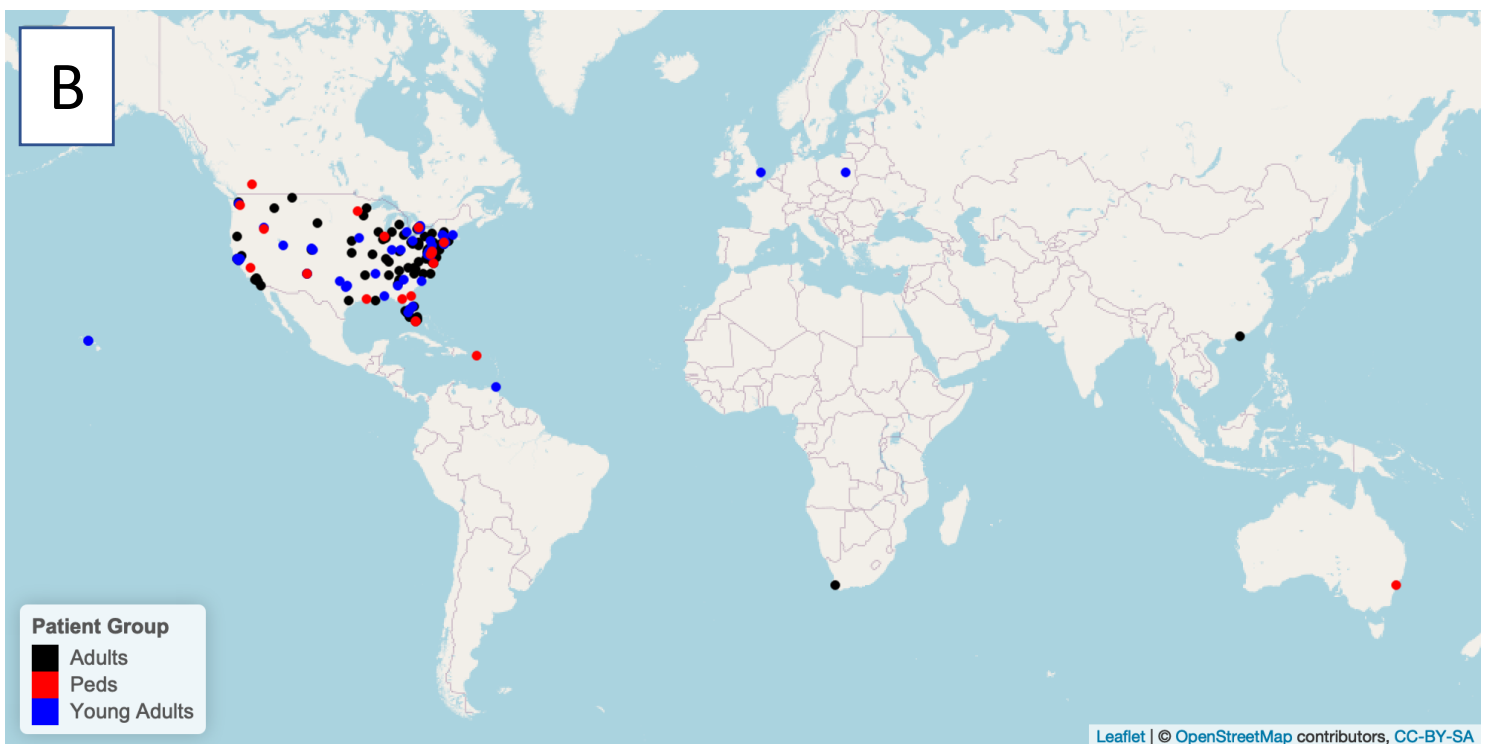 B
Patient Group
Adults
Peds
Young Adults
Leaflet | © OpenStreetMap contributors, CC-BY-SA